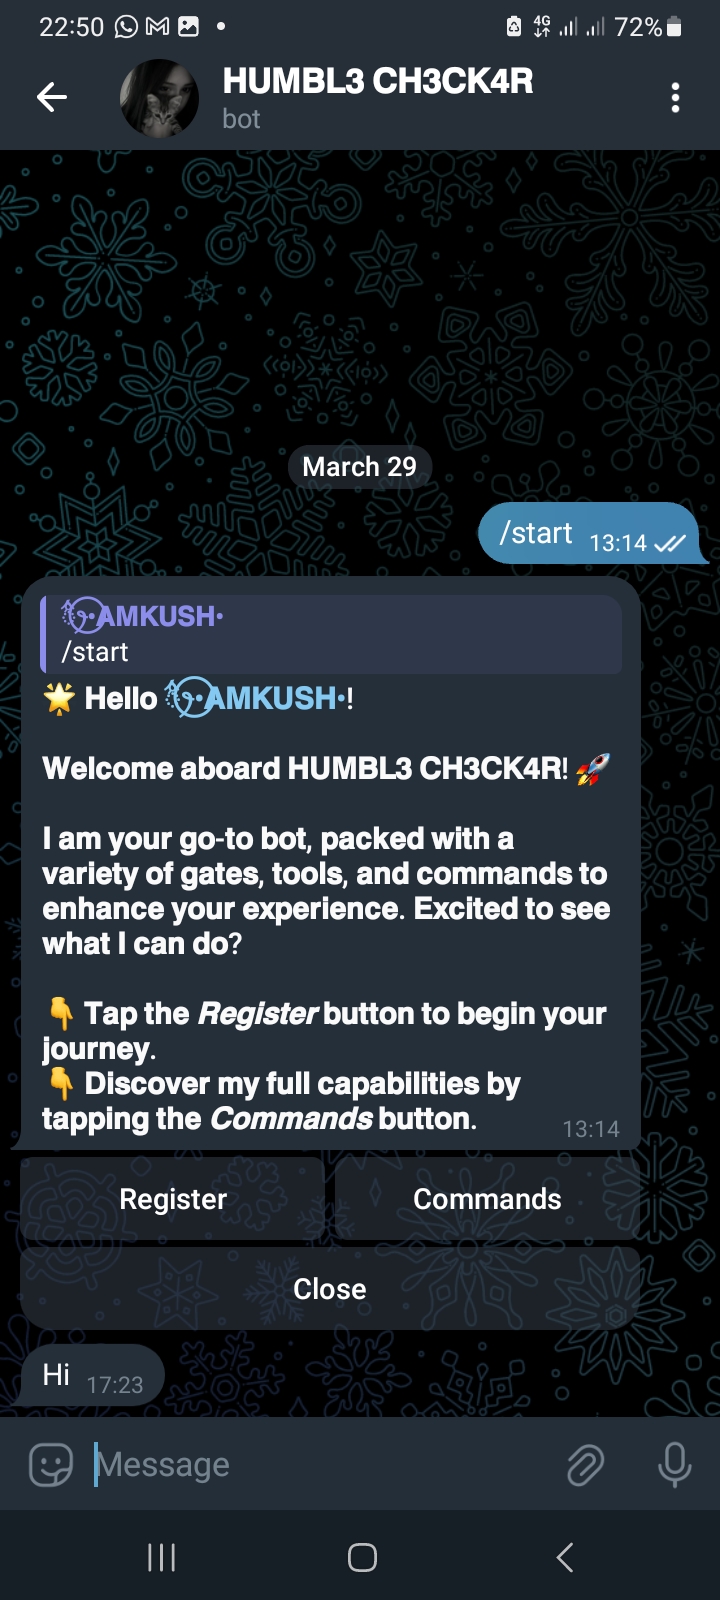 22:50
4G
72%
HUMBL3 CH3CK4R
bot
March 29
/start 13:14
AMKUSH•
/start
🌟 Hello AMKUSH•!
Welcome aboard HUMBL3 CH3CK4R! 🚀
I am your go-to bot, packed with a
variety of gates, tools, and commands to
enhance your experience. Excited to see
what I can do?
👇 Tap the Register button to begin your
journey.
👇 Discover my full capabilities by
tapping the Commands button. 13:14
Register Commands
Close
Hi 17:23
Message